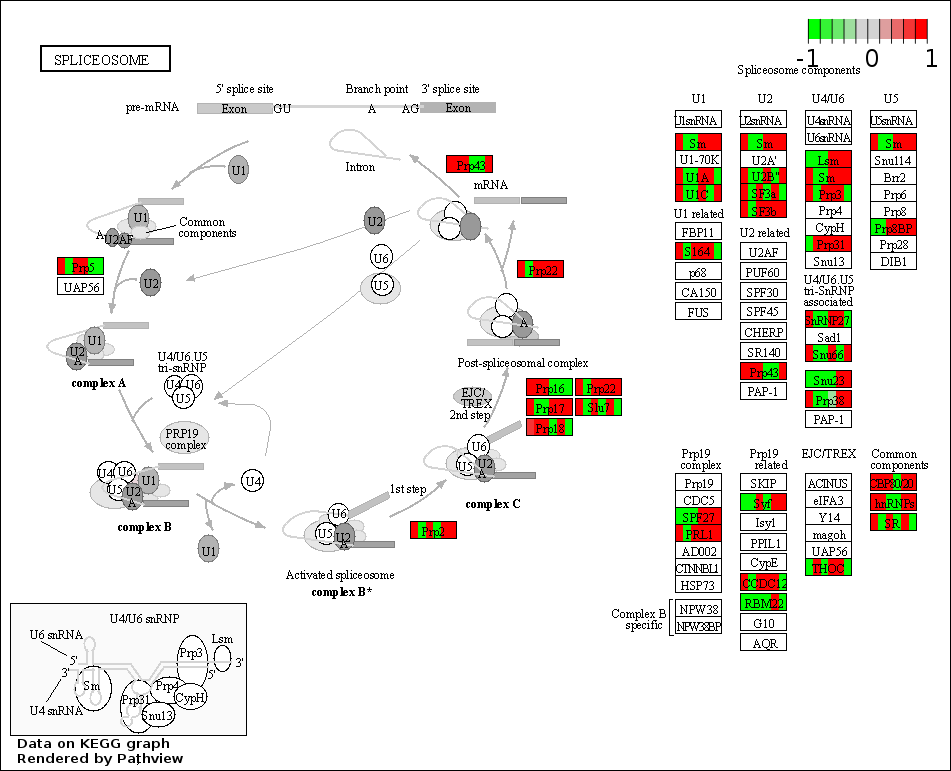 SPLICEOSOME
-1 0 1
Spliceosome components
5' splice site
Branch point
3' splice site
pre-mRNA
Exon
GU
A
AG
Exon
Intron
Prp43
mRNA
U1
U1
A
U2AF
Common
components
Prp5
UAP56
U2
U2
U6
U5
Prp22
A
Post-spliceosomal complex
U1
U2
A
complex A
U4/U6.U5
tri-SnRNP
U4 U6
U5
PRP19
complex
EJC/
TREX
2nd step
Prp16
Prp22
Prp17
Slu7
Prp18
U4 U6
U5
U1
U2
A
complex B
U4
U1
U6
U5
U2
A
1st step
Prp2
Activated spliceosome
complex B*
U6
U5
U2
A
complex C
U1
U1snRNA
Sm
U1-70K
U1A
U1C
U1 related
FBP11
S164
p68
CA150
FUS
U2
U2snRNA
Sm
U2A'
U2B"
SF3a
SF3b
U2 related
U2AF
PUF60
SPF30
SPF45
CHERP
SR140
Prp43
PAP-1
U4/U6
U4snRNA
U6snRNA
Lsm
Sm
Prp3
Prp4
CypH
Prp31
Snu13
U4/U6.U5
tri-SnRNP
associated
SnRNP27
Sad1
Snu66
Snu23
Prp38
PAP-1
U5
U5snRNA
Sm
Snu114
Brr2
Prp6
Prp8
Prp8BP
Prp28
DIB1
Prp19
complex
Prp19
CDC5
SPF27
PRL1
AD002
CTNNBL1
HSP73
Complex B
specific
NPW38
NPW38BP
Prp19
related
SKIP
Syf
Isy1
PPIL1
CypE
CCDC12
RBM22
G10
AQR
EJC/TREX
ACINUS
eIFA3
Y14
magoh
UAP56
THOC
Common
components
CBP80/20
hnRNPs
SR
U4/U6 snRNP
U6 snRNA
5'
3'
U4 snRNA
Sm
Prp3
Lsm
3'
5'
Prp4
Prp31
CypH
Snu13
Data on KEGG graph
Rendered by Pathview